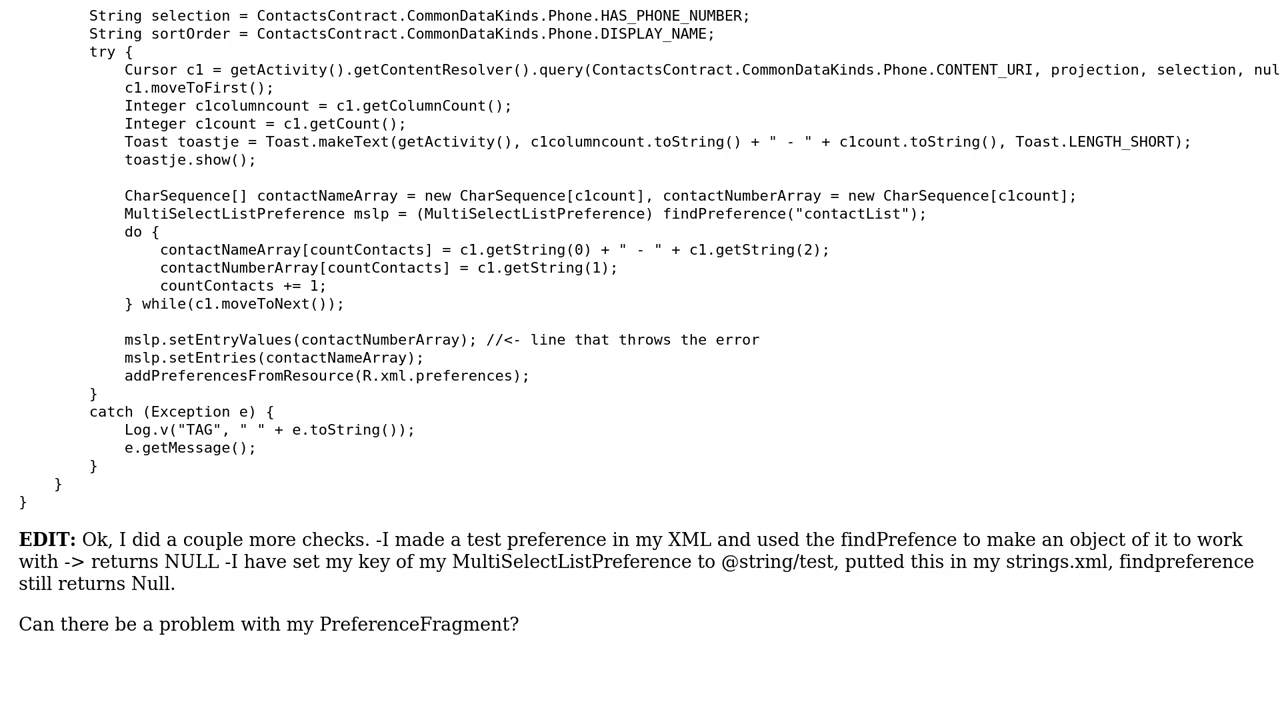 String selection = ContactsContract.CommonDataKinds.Phone.HAS_PHONE_NUMBER;
String sortOrder = ContactsContract.CommonDataKinds.Phone.DISPLAY_NAME;
try {
Cursor c1 = getActivity().getContentResolver().query(ContactsContract.CommonDataKinds.Phone.CONTENT_URI, projection, selection, nul
c1.moveToFirst();
Integer c1columncount = c1.getColumnCount();
Integer c1count = c1.getCount();
Toast toastje = Toast.makeText(getActivity(), c1columncount.toString() + " - " + c1count.toString(), Toast.LENGTH_SHORT);
toastje.show();
CharSequence[] contactNameArray = new CharSequence[c1count], contactNumberArray = new CharSequence[c1count];
MultiSelectListPreference mslp = (MultiSelectListPreference) findPreference("contactList");
do {
contactNameArray[countContacts] = c1.getString(0) + " - " + c1.getString(2);
contactNumberArray[countContacts] = c1.getString(1);
countContacts += 1;
} while(c1.moveToNext());
mslp.setEntryValues(contactNumberArray); //<- line that throws the error
mslp.setEntries(contactNameArray);
addPreferencesFromResource(R.xml.preferences);
}
catch (Exception e) {
Log.v("TAG", " " + e.toString());
e.getMessage();
}
}
}
EDIT: Ok, I did a couple more checks. -I made a test preference in my XML and used the findPrefence to make an object of it to work
with -> returns NULL -I have set my key of my MultiSelectListPreference to @string/test, putted this in my strings.xml, findpreference
still returns Null.
Can there be a problem with my PreferenceFragment?